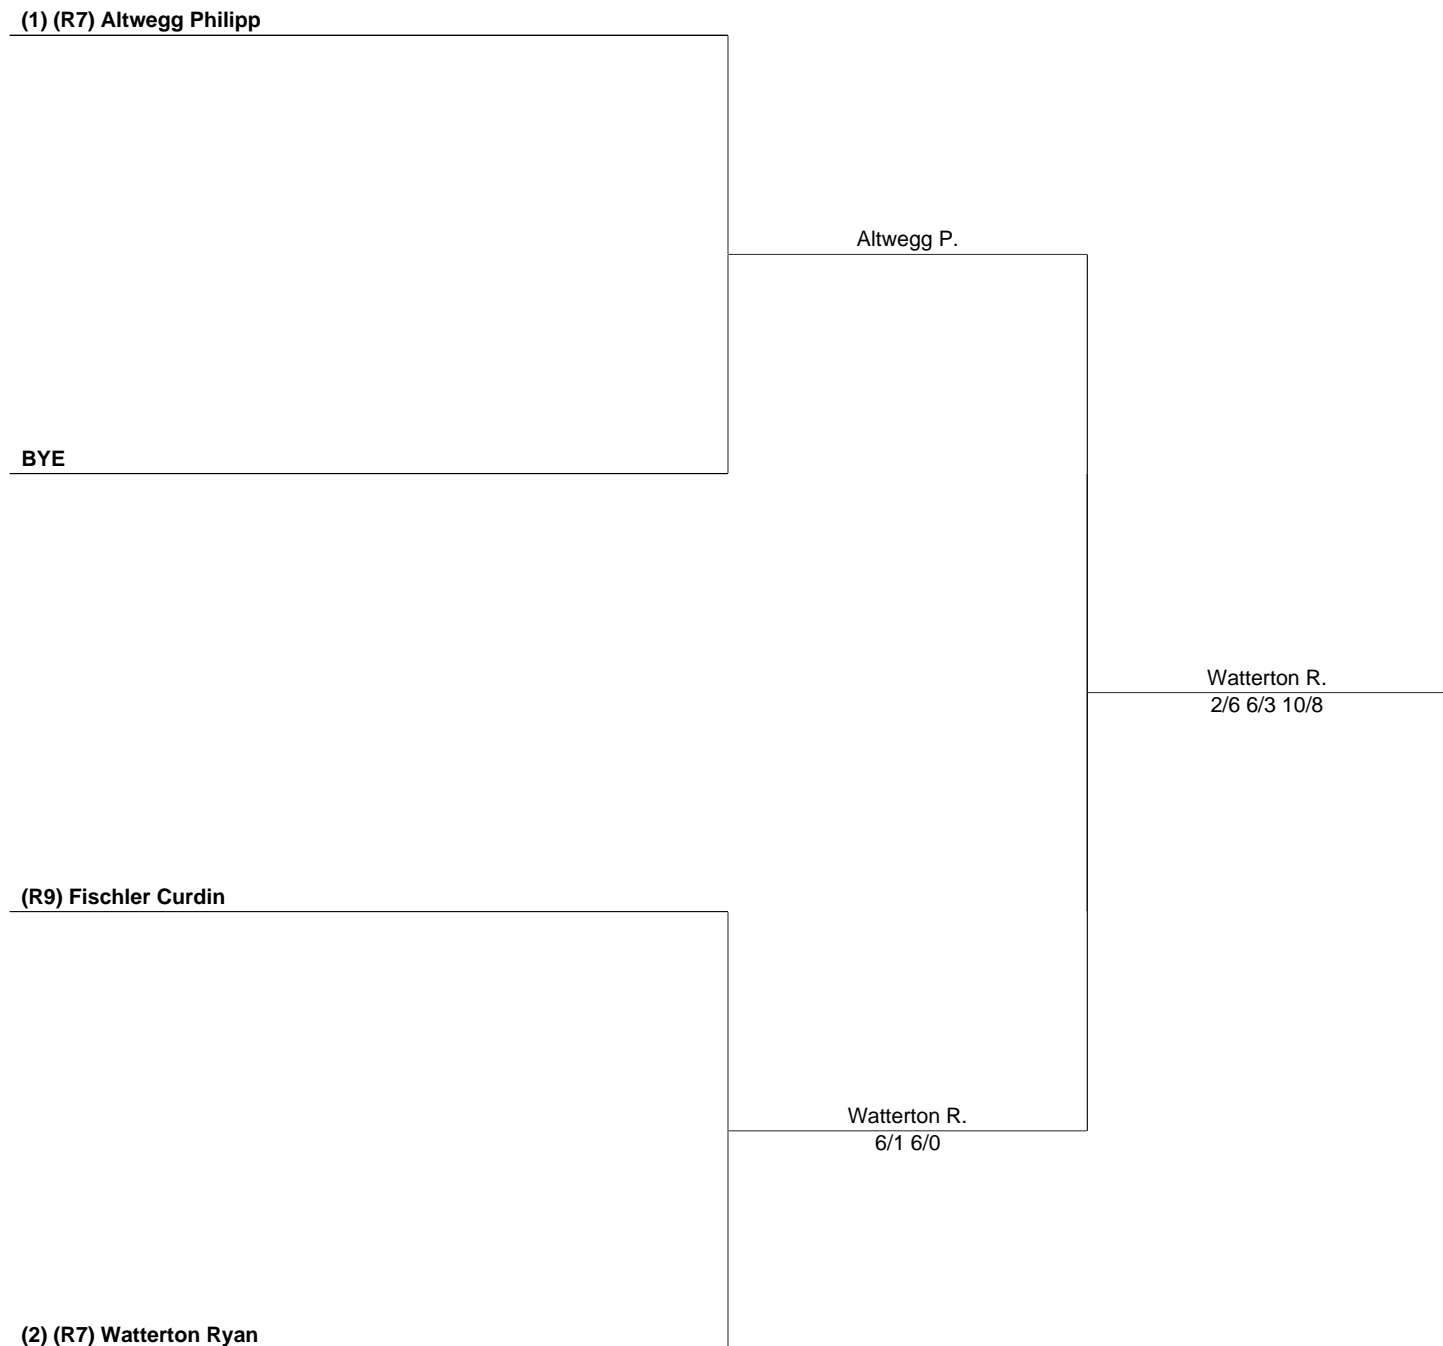 (1) (R7) Altwegg Philipp
Altwegg P.
BYE
Watterton R.
2/6 6/3 10/8
(R9) Fischler Curdin
Watterton R.
6/1 6/0
(2) (R7) Watterton Ryan